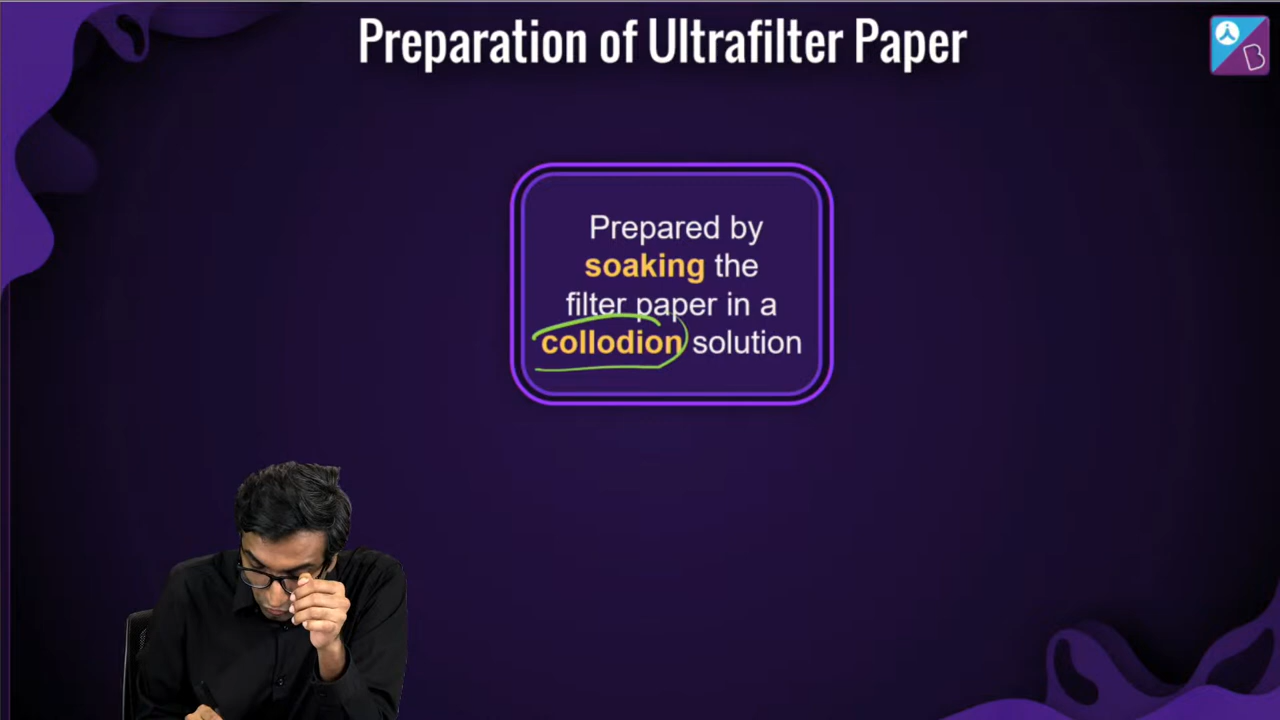 Preparation of Ultrafilter Paper
B
Prepared by
soaking the
filter paper in a
collodion solution